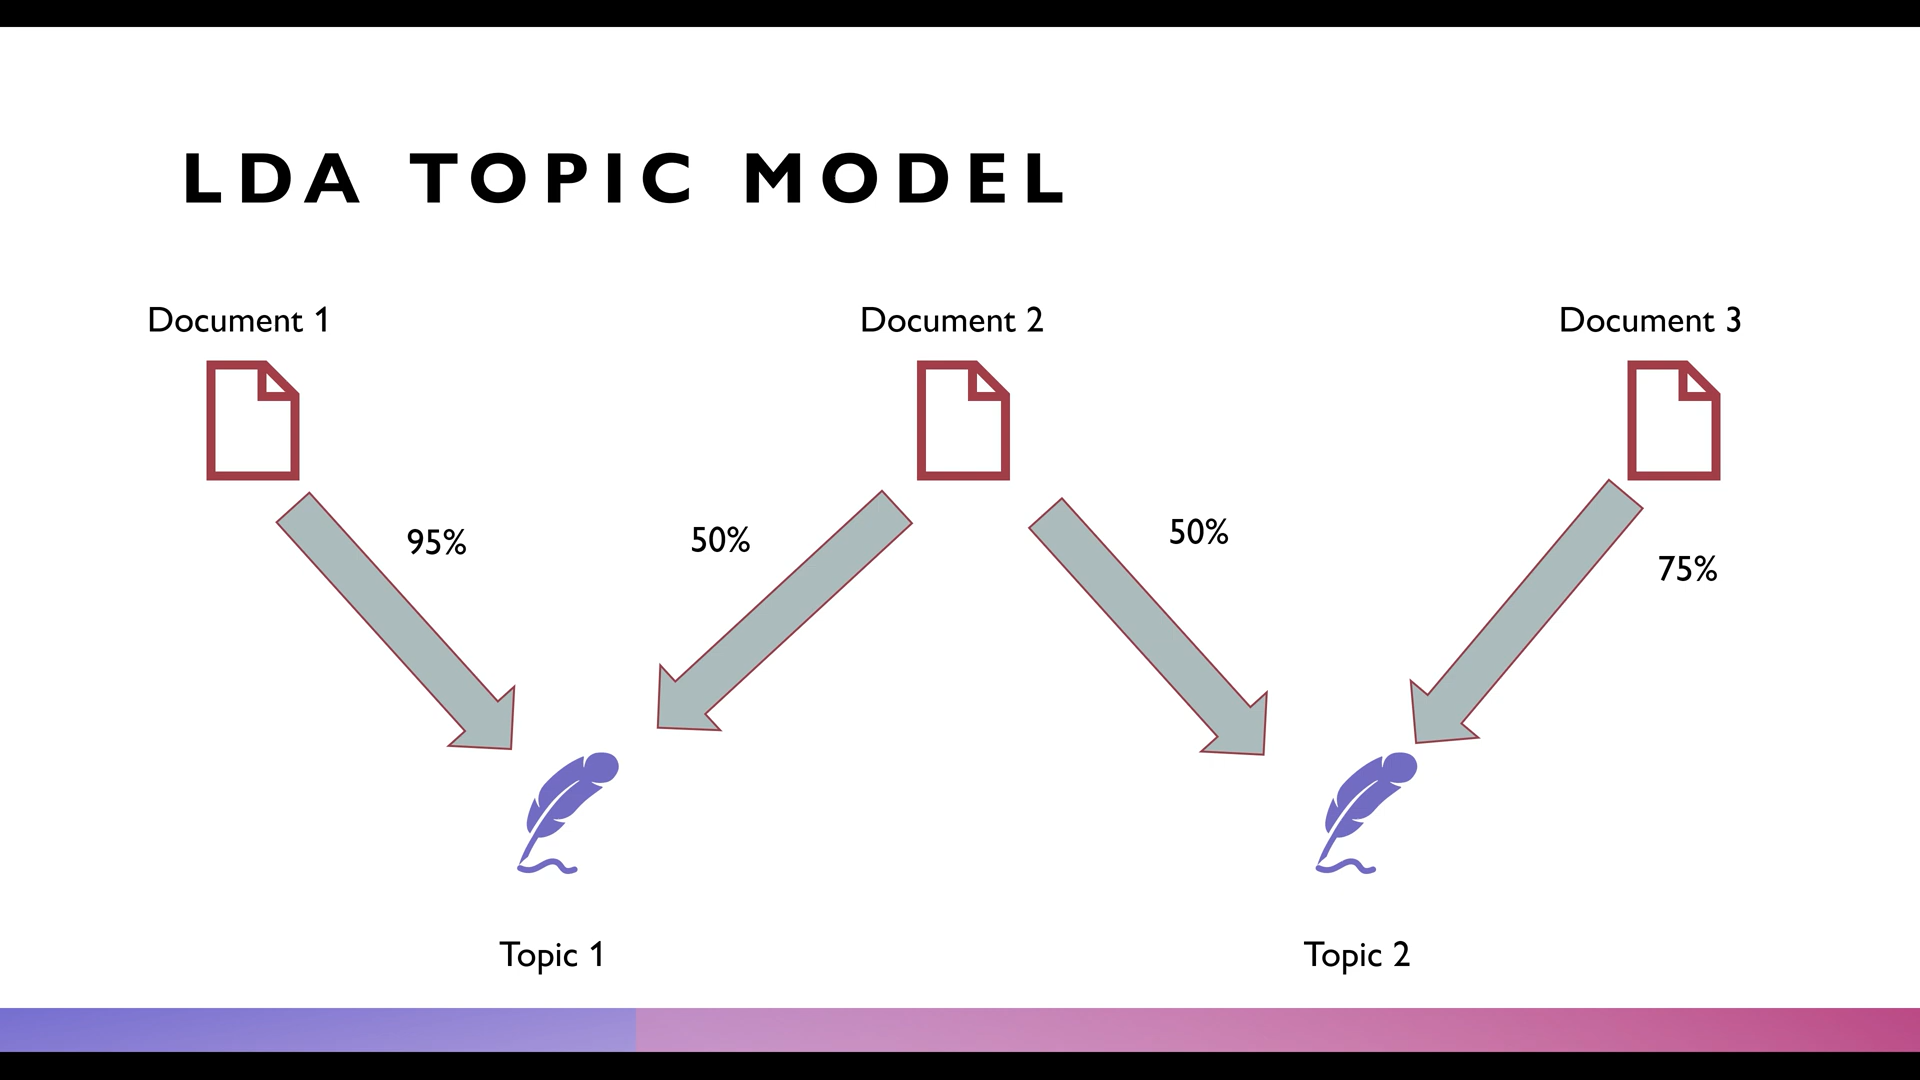 LDA TOPIC MODEL
Document 1
Document 2
Document 3
95%
50%
50%
75%
Topic 1
Topic 2